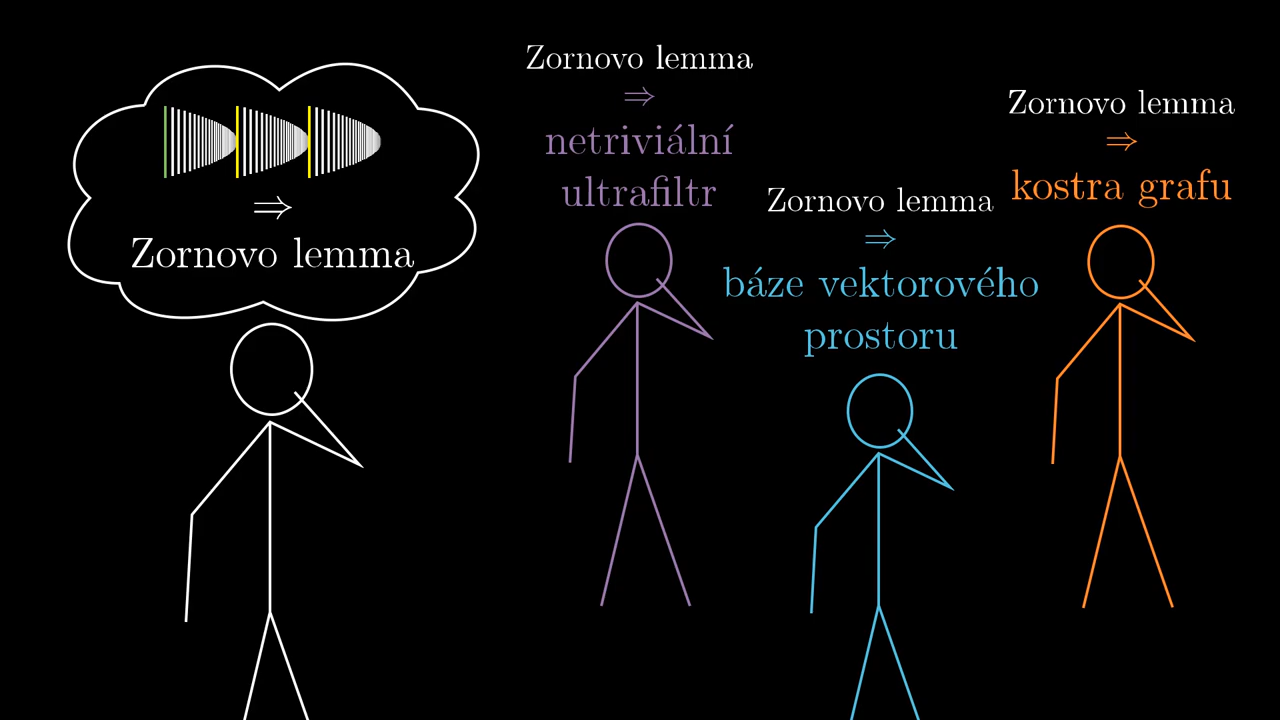 ⇒
Zornovo lemma
Zornovo lemma
⇒
netriviální
ultrafiltr
Zornovo lemma
⇒
báze vektorového
prostoru
Zornovo lemma
⇒
kostra grafu